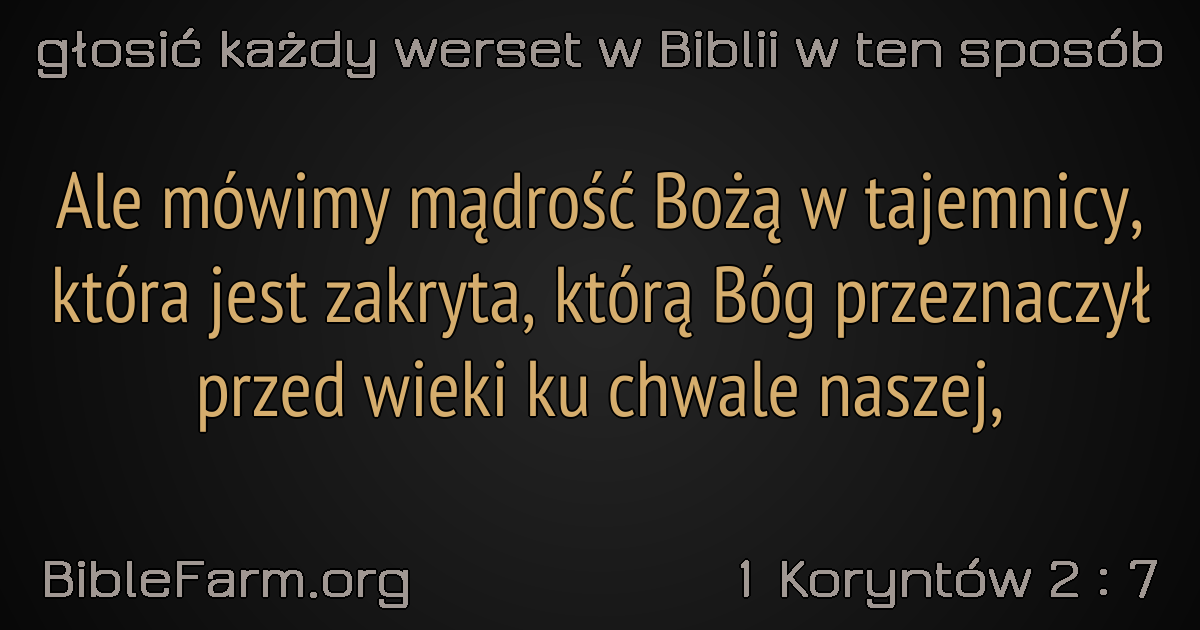 głosić każdy werset w Biblii w ten sposób
Ale mówimy mądrość Bożą w tajemnicy,
która jest zakryta, którą Bóg przeznaczył
przed wieki ku chwale naszej,
BibleFarm.org
1 Koryntów 2 : 7